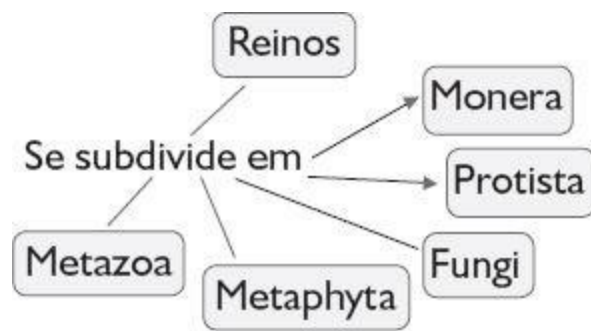 Reinos
Monera
Se subdivide em
Protista
Metazoa
Fungi
Metaphyta